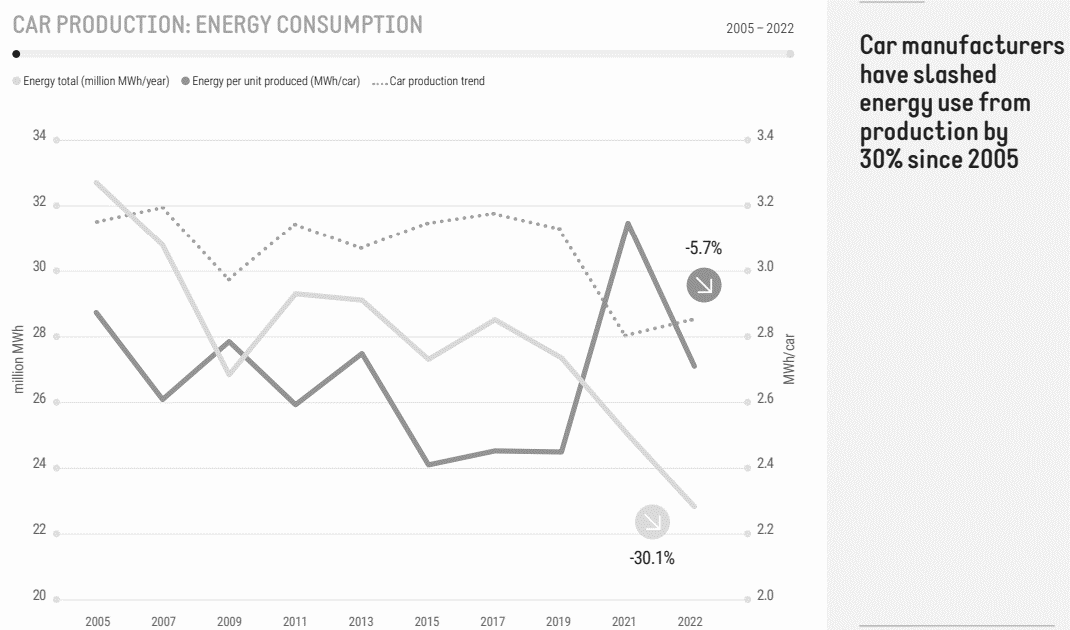 CAR PRODUCTION: ENERGY CONSUMPTION
2005 – 2022
Energy total (million MWh/year) Energy per unit produced (MWh/car) Car production trend
34 3.4
32 3.2
-5.7%
30 3.0
28 2.8
million MWh
MWh/car
26 2.6
24 2.4
22 2.2
-30.1%
20 2.0
2005 2007 2009 2011 2013 2015 2017 2019 2021 2022
Car manufacturers
have slashed
energy use from
production by
30% since 2005